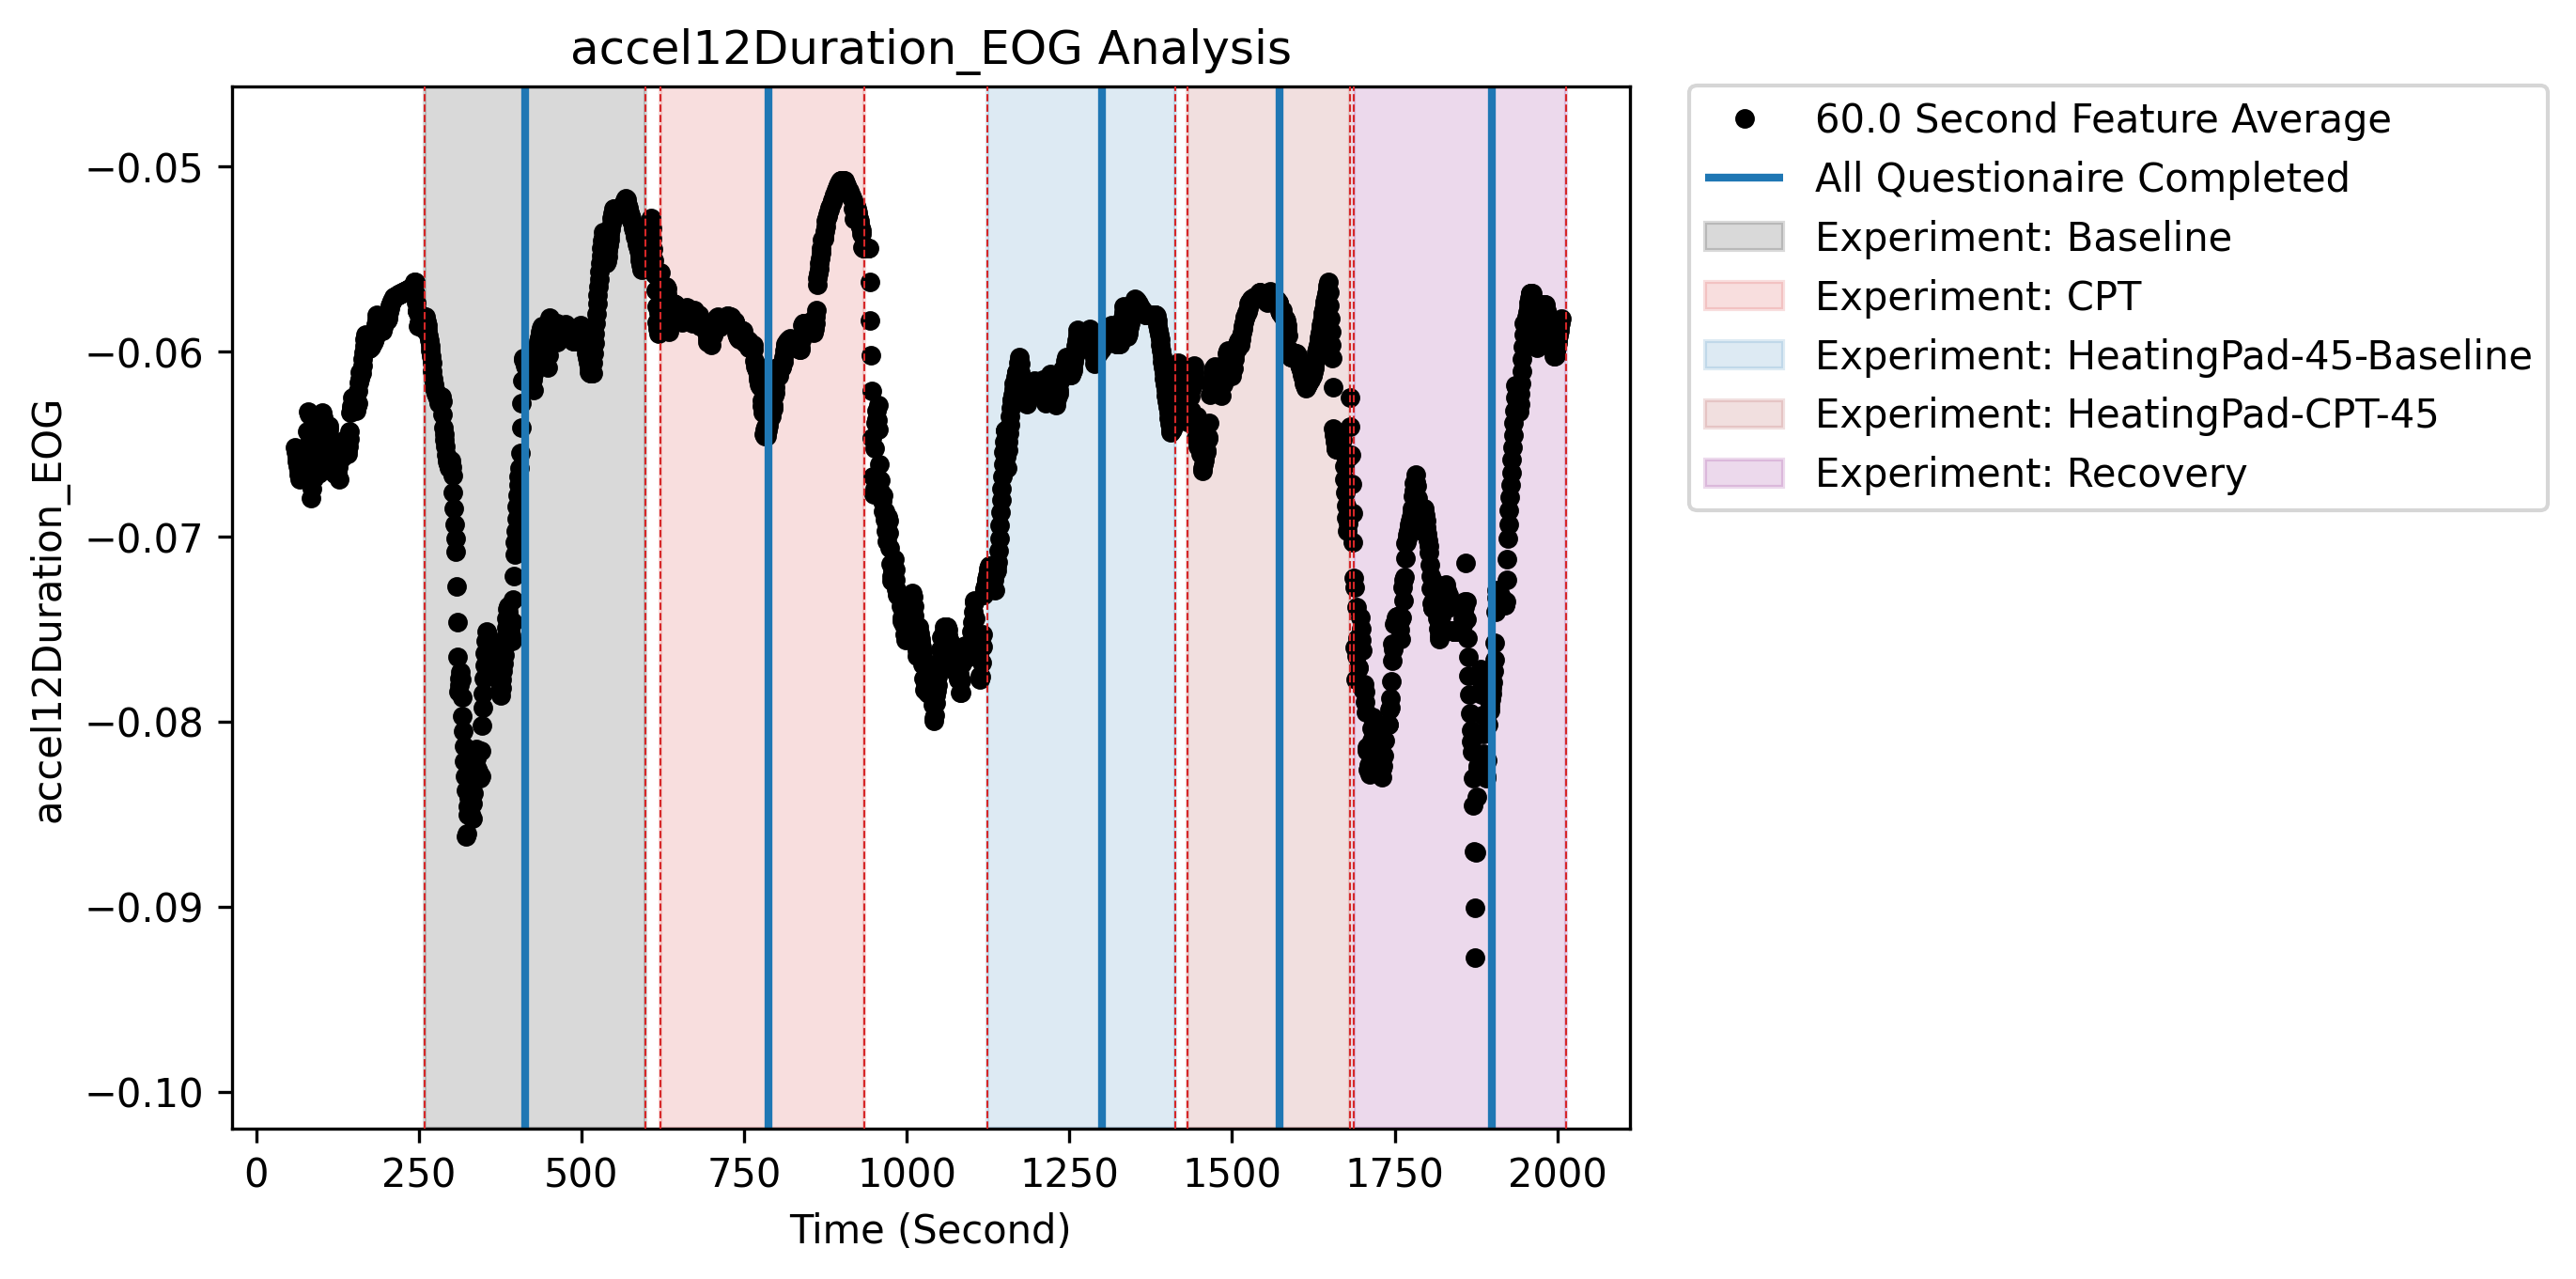 accel12Duration_EOG Analysis
accel12Duration_EOG
−0.05
−0.06
−0.07
−0.08
−0.09
−0.10
0 250 500 750 1000 1250 1500 1750 2000
Time (Second)
60.0 Second Feature Average
All Questionaire Completed
Experiment: Baseline
Experiment: CPT
Experiment: HeatingPad-45-Baseline
Experiment: HeatingPad-CPT-45
Experiment: Recovery